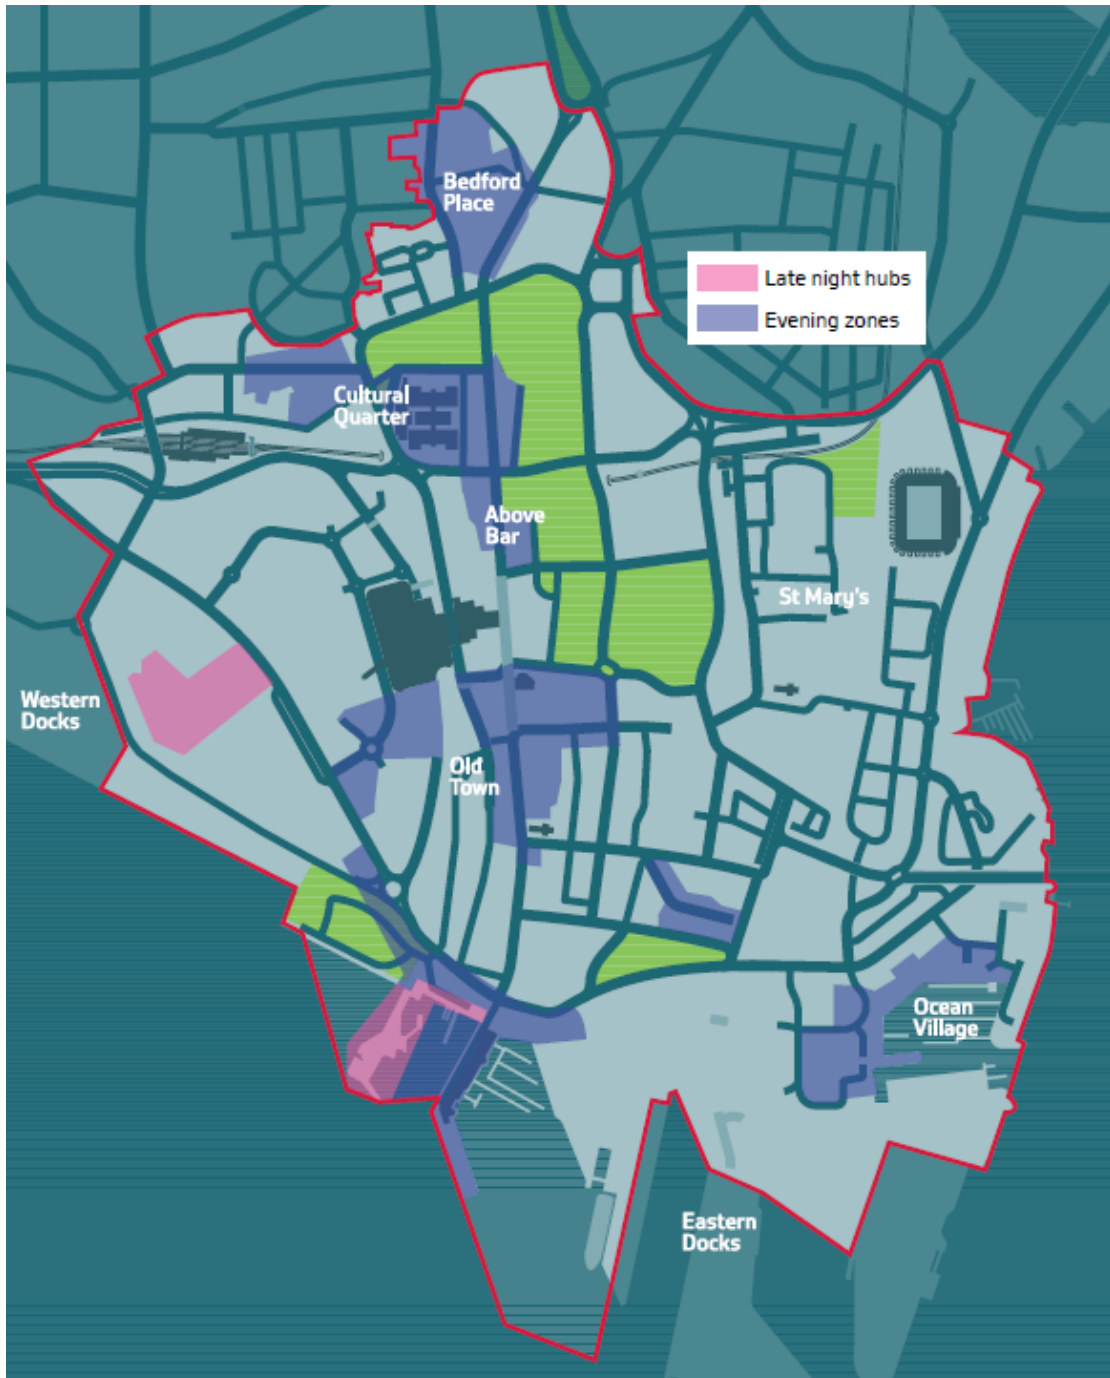 Bedford
Place
Late night hubs
Evening zones
Cultural
Quarter
Above
Bar
St Mary's
Western
Docks
Old
Town
Ocean
Village
Eastern
Docks